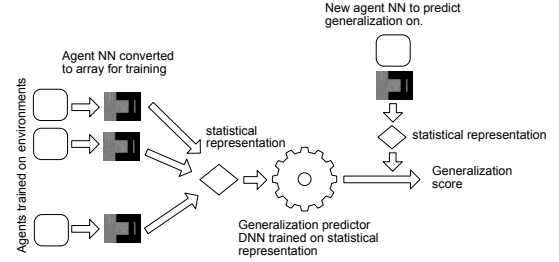 New agent NN to predict
generalization on.
Agent NN converted
to array for training
Agents trained on environments
statistical
representation
statistical representation
Generalization
score
Generalization predictor
DNN trained on statistical
representation